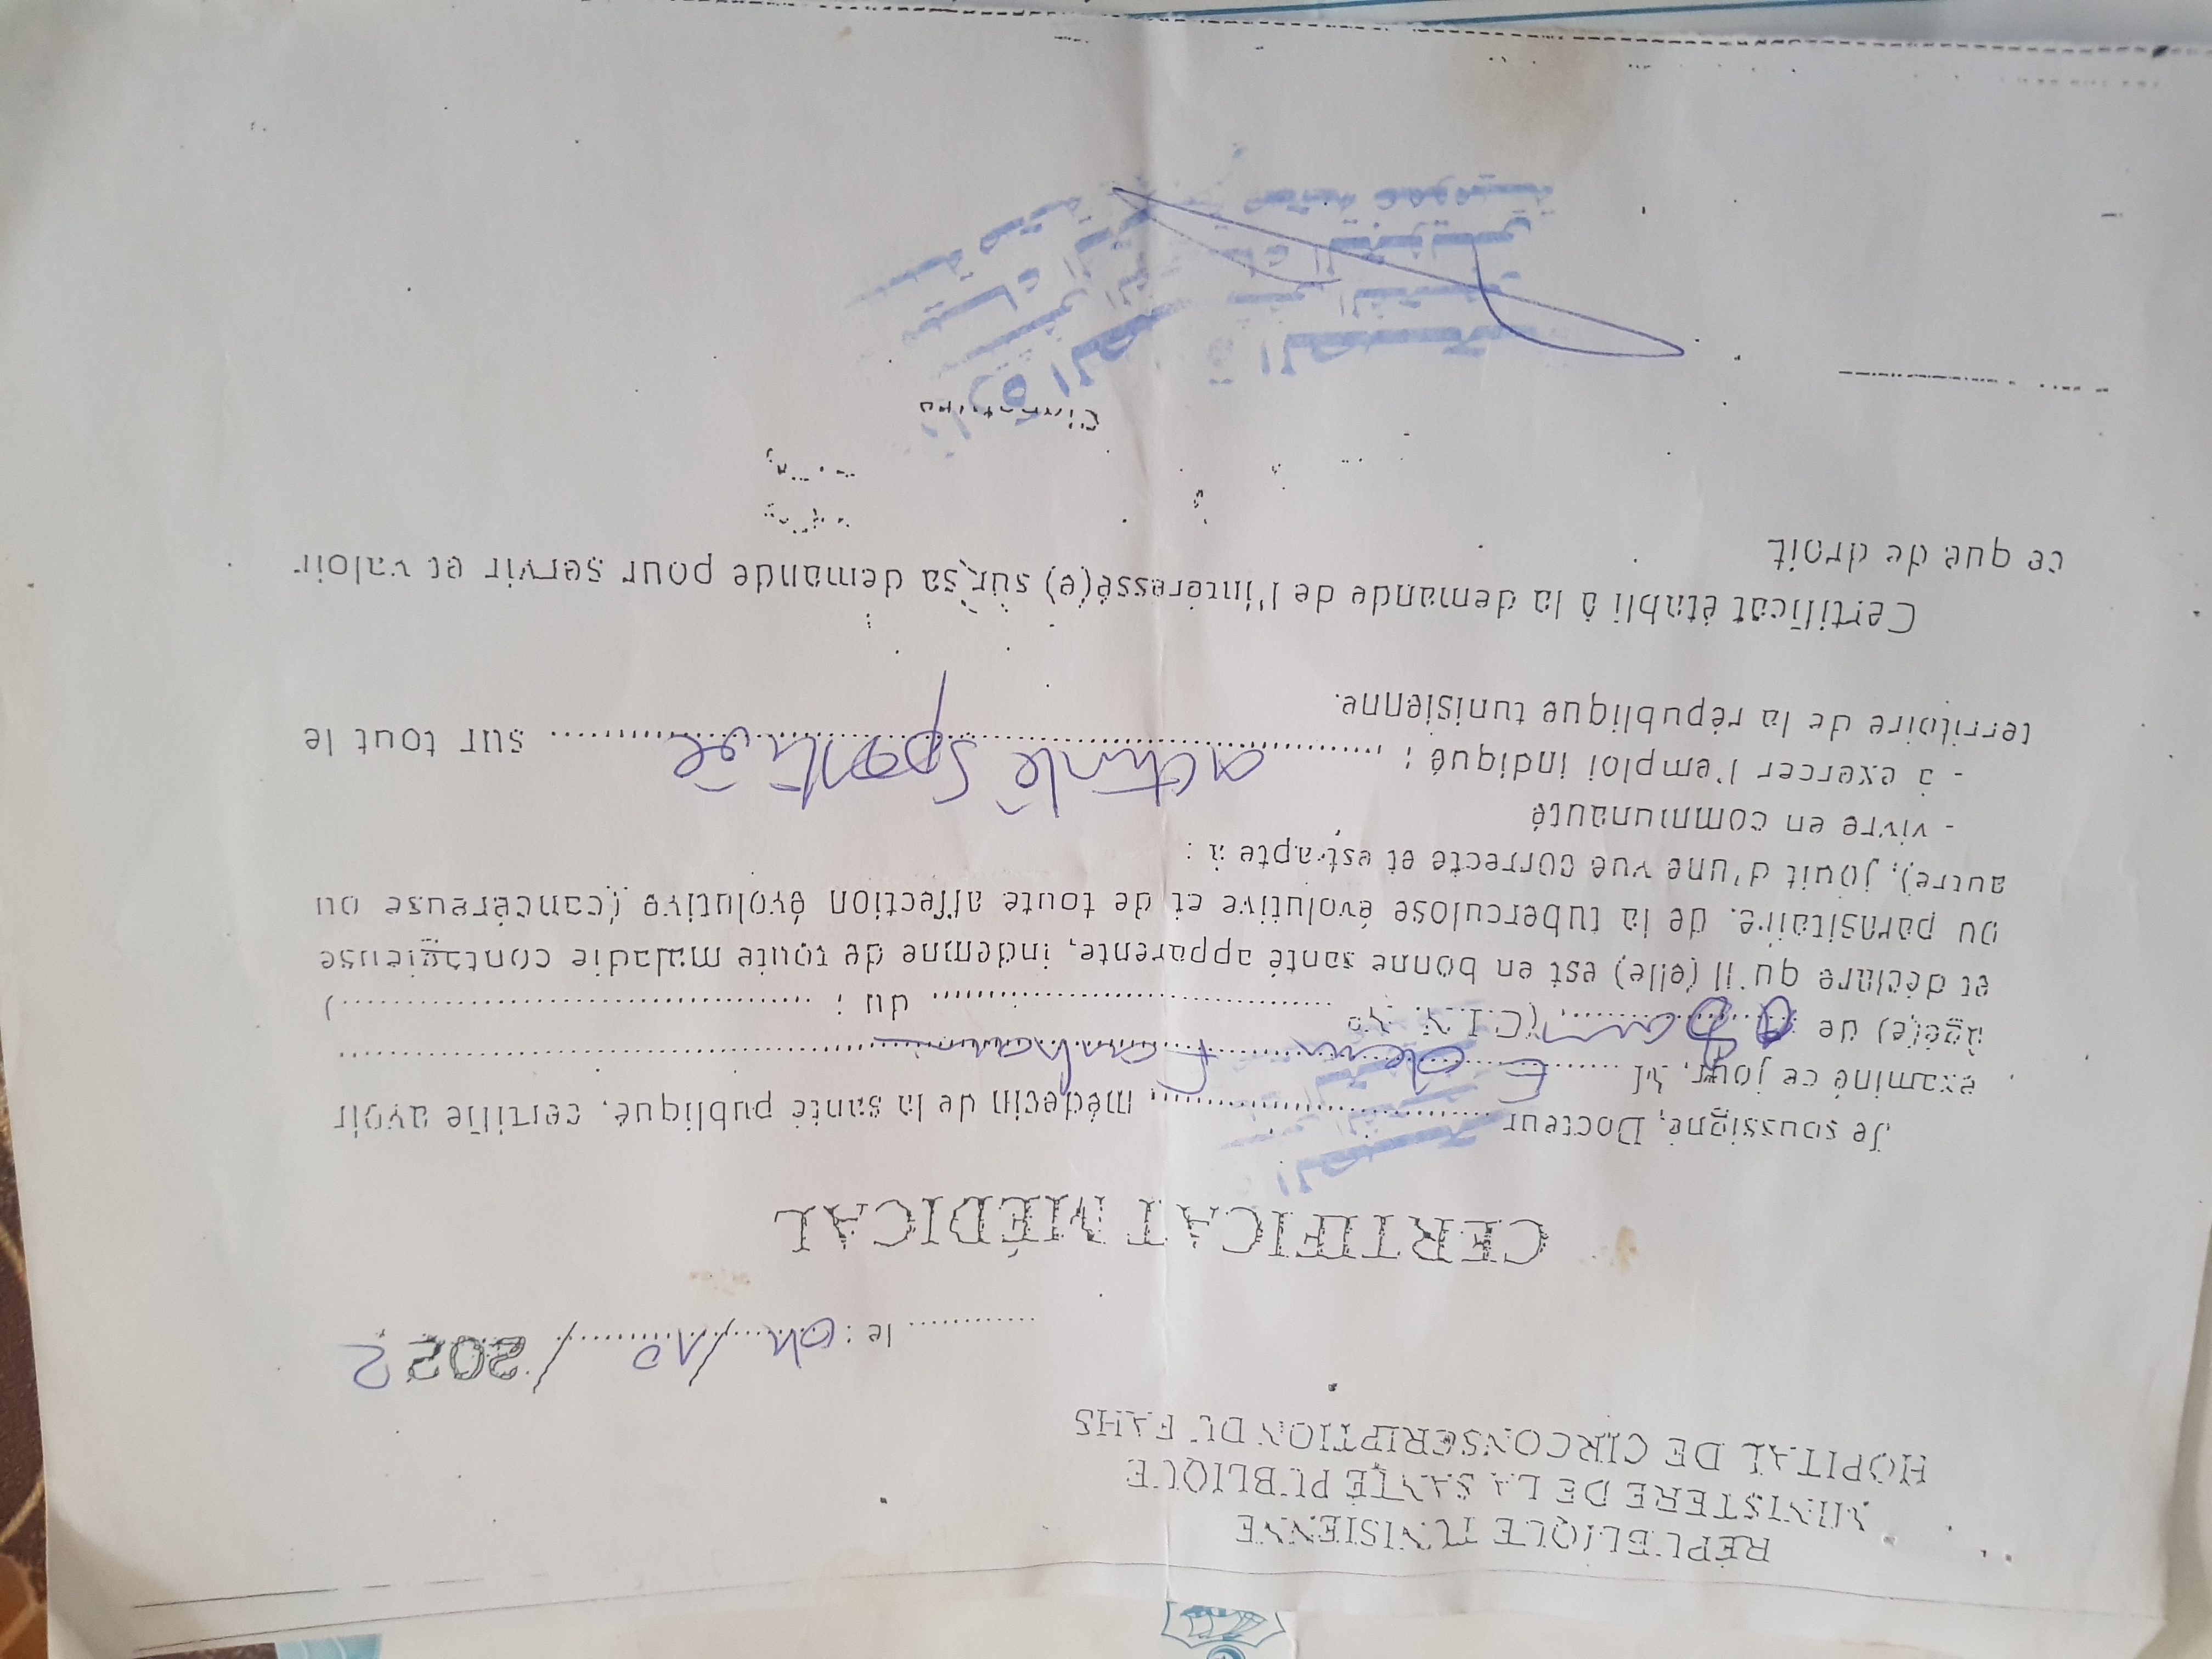 RÉPUBLIQUE TUNISIENNE
MINISTERE DE LA SANTÉ PUBLIQUE
HOPITAL DE CIRCONSCRIPTION DU FAHS
............ le : 04/10/2022
CERTIFICAT MÉDICAL
Je soussigné, Docteur ................, médecin de la santé publique, certifie avoir
examiné ce jour, M ................
âgé(e) de ........ (C I N N° ................ du : ................)
et déclare qu'il (elle) est en bonne santé apparente, indemne de toute maladie contagieuse
ou parasitaire, de la tuberculose évolutive et de toute affection évolutive (cancéreuse ou
autre), jouit d'une vue correcte et est apte à :
- vivre en communauté
- à exercer l'emploi indiqué : ........ activité sportive ........ sur tout le
territoire de la république tunisienne.
Certificat établi à la demande de l'intéressé(e) sur sa demande pour servir et valoir
ce que de droit
Signature